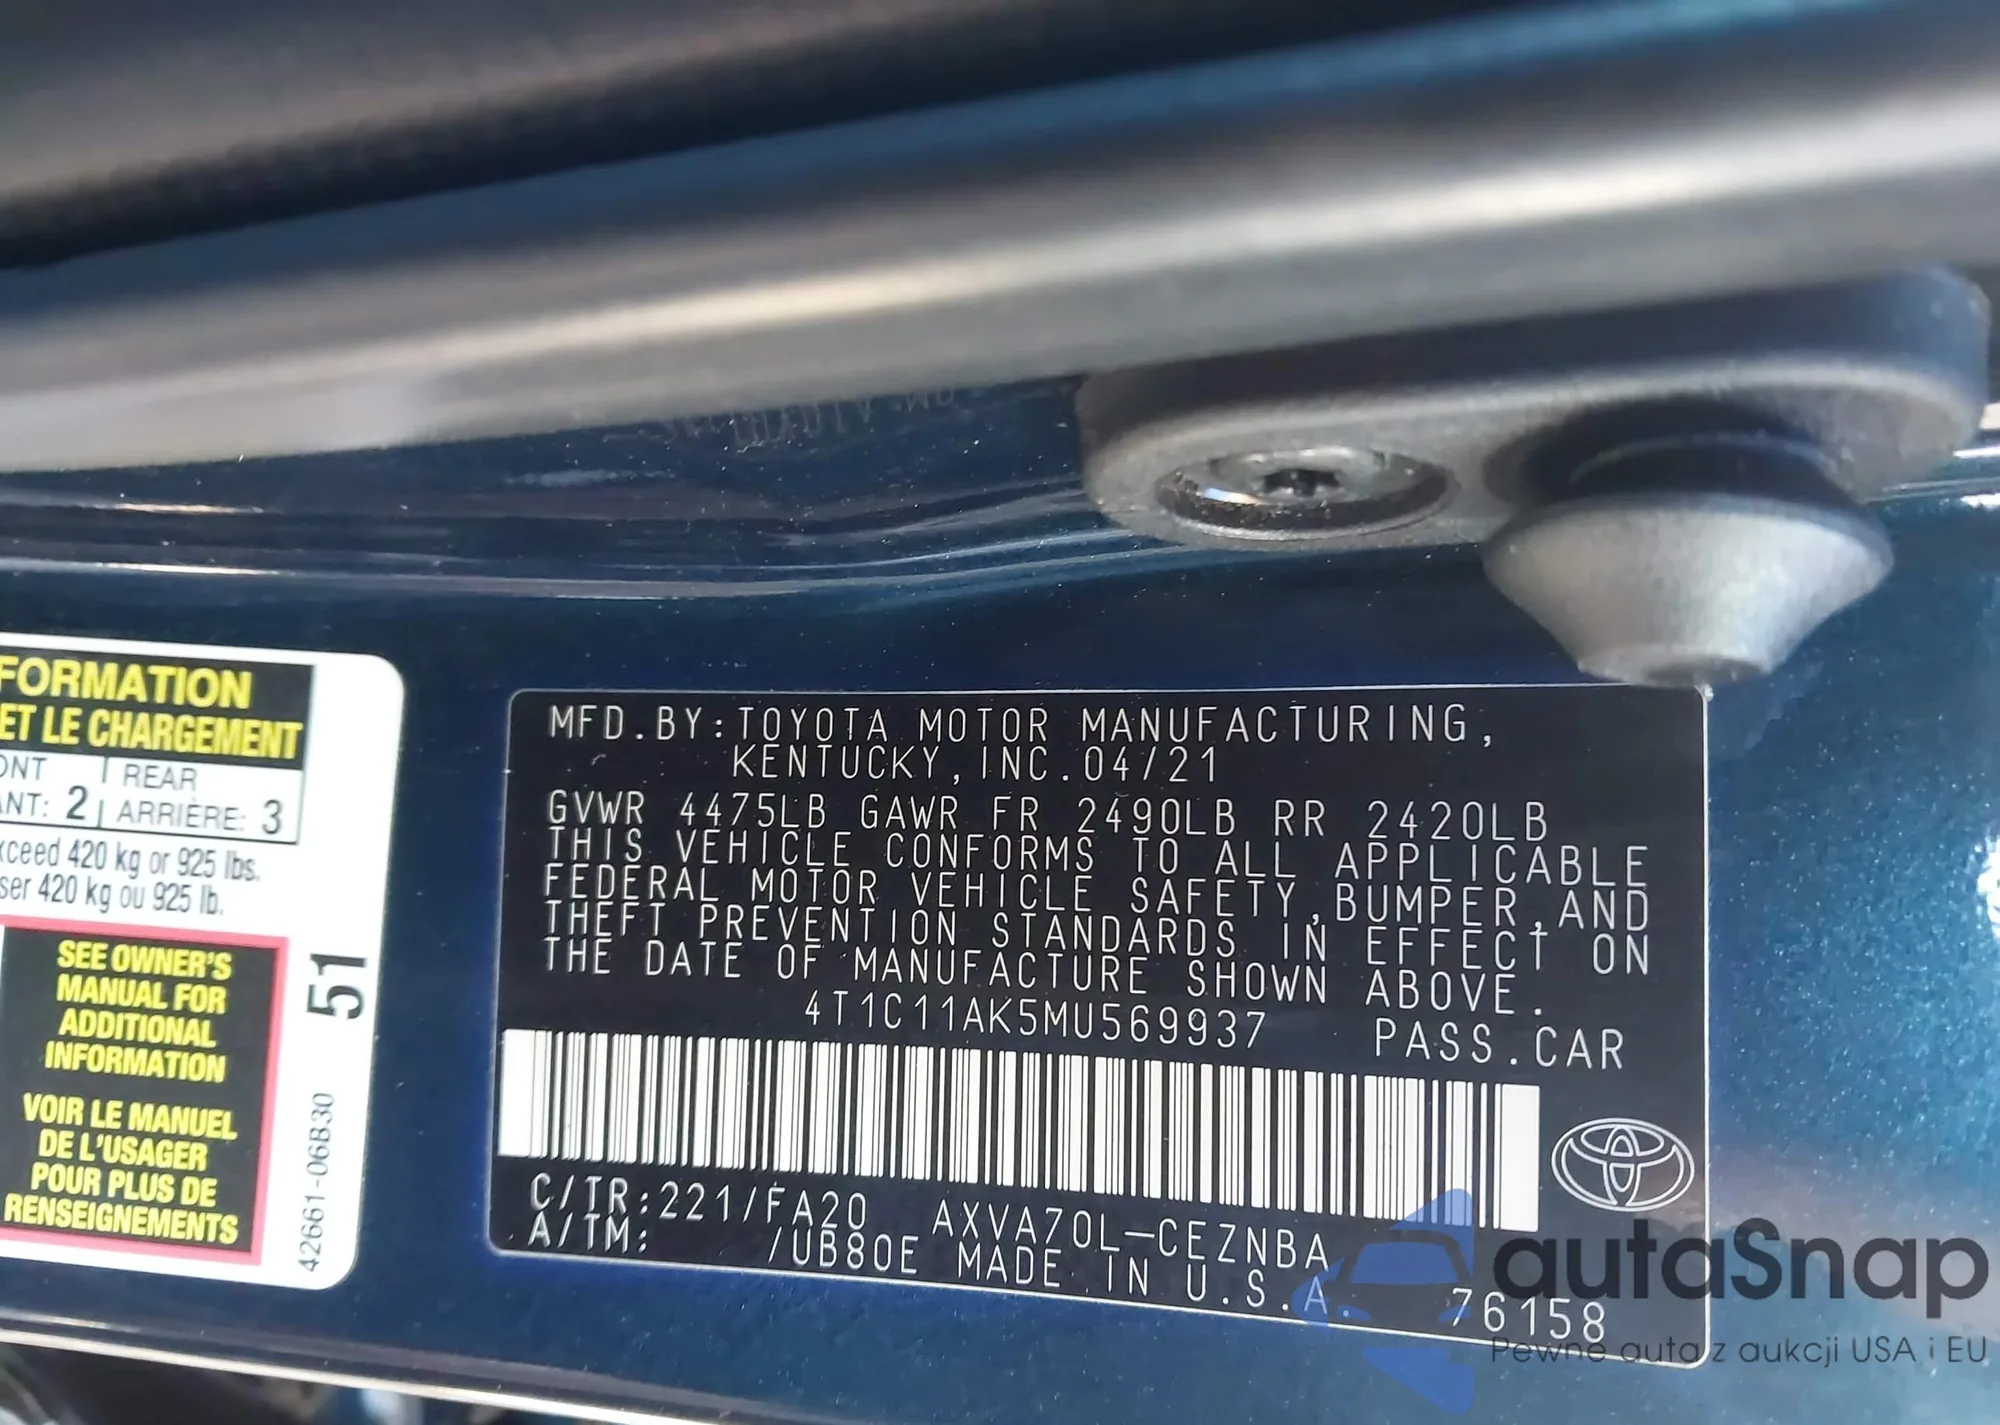 FORMATION
ET LE CHARGEMENT
ONT | REAR
ANT: 2 | ARRIÈRE: 3
xceed 420 kg or 925 lbs.
ser 420 kg ou 925 lb.
SEE OWNER'S
MANUAL FOR
ADDITIONAL
INFORMATION
VOIR LE MANUEL
DE L'USAGER
POUR PLUS DE
RENSEIGNEMENTS
51
42661-06B30
MFD.BY:TOYOTA MOTOR MANUFACTURING,
KENTUCKY,INC.04/21
GVWR 4475LB GAWR FR 2490LB RR 2420LB
THIS VEHICLE CONFORMS TO ALL APPLICABLE
FEDERAL MOTOR VEHICLE SAFETY,BUMPER,AND
THEFT PREVENTION STANDARDS IN EFFECT ON
THE DATE OF MANUFACTURE SHOWN ABOVE.
4T1C11AK5MU569937 PASS.CAR
C/TR:221/FA20 AXVA70L-CEZNBA
A/TM: /UB80E MADE IN U.S.A. 76158
autaSnap
Pewne auta z aukcji USA i EU